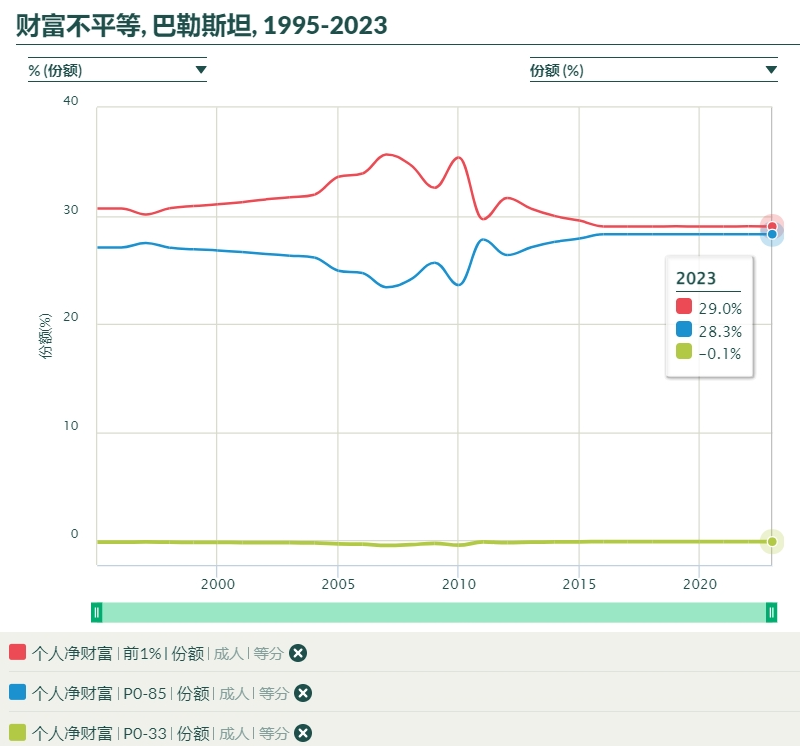 财富不平等, 巴勒斯坦, 1995-2023
% (份额) 份额 (%)
40
30
20
10
0
份额(%)
2023
29.0%
28.3%
−0.1%
2000 2005 2010 2015 2020
个人净财富 | 前1% | 份额 | 成人 | 等分
个人净财富 | P0-85 | 份额 | 成人 | 等分
个人净财富 | P0-33 | 份额 | 成人 | 等分